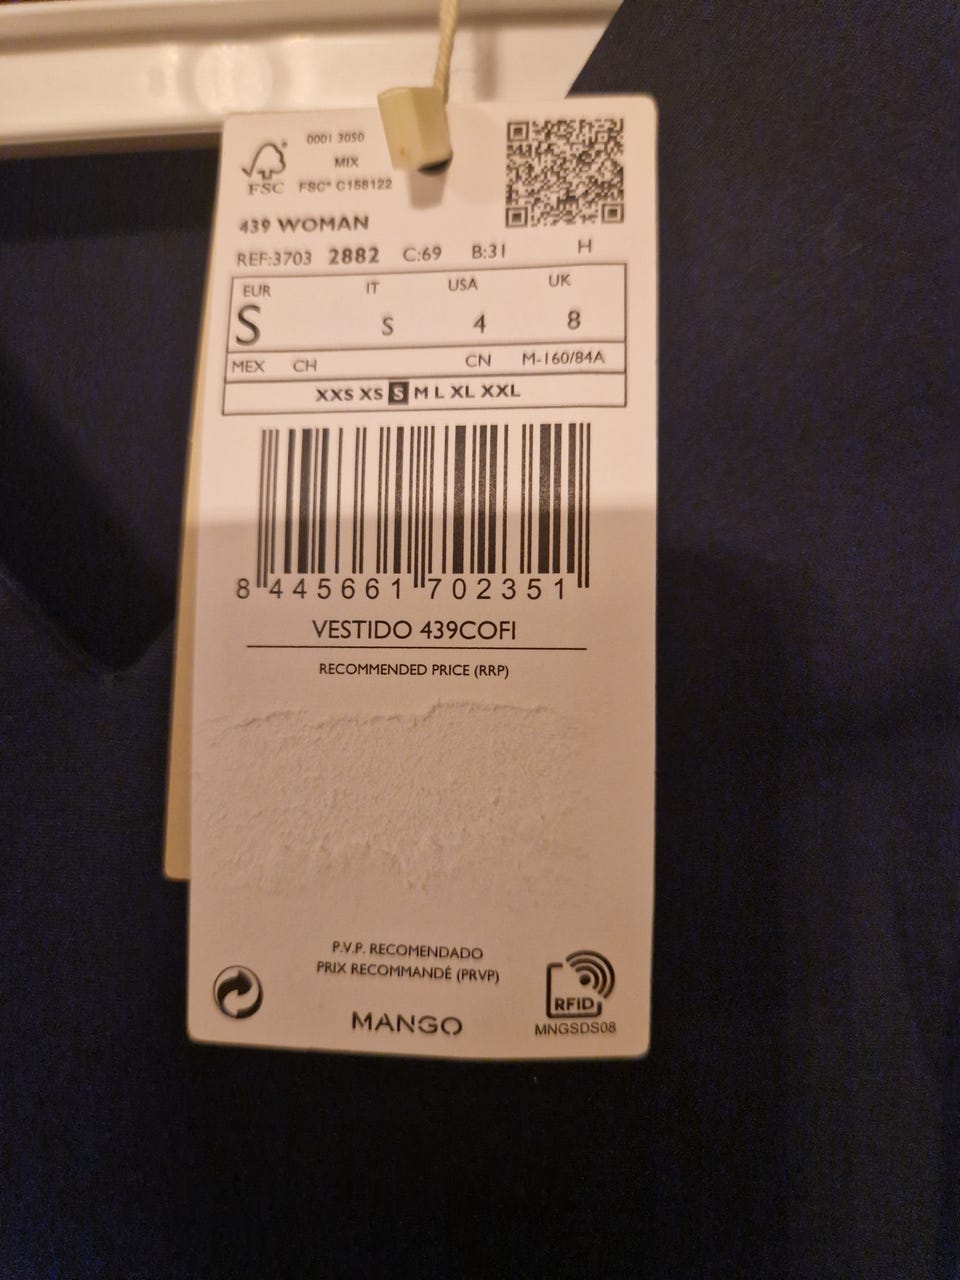 0001 3050
MIX
FSC
FSC® C158122
439 WOMAN
REF:3703 2882 C:69 B:31 H
EUR IT USA UK
S S 4 8
MEX CH CN M-160/84A
XXS XS S M L XL XXL
8 445661 702351
VESTIDO 439COFI
RECOMMENDED PRICE (RRP)
P.V.P. RECOMENDADO
PRIX RECOMMANDÉ (PRVP)
MANGO
RFID
MNGSDS08